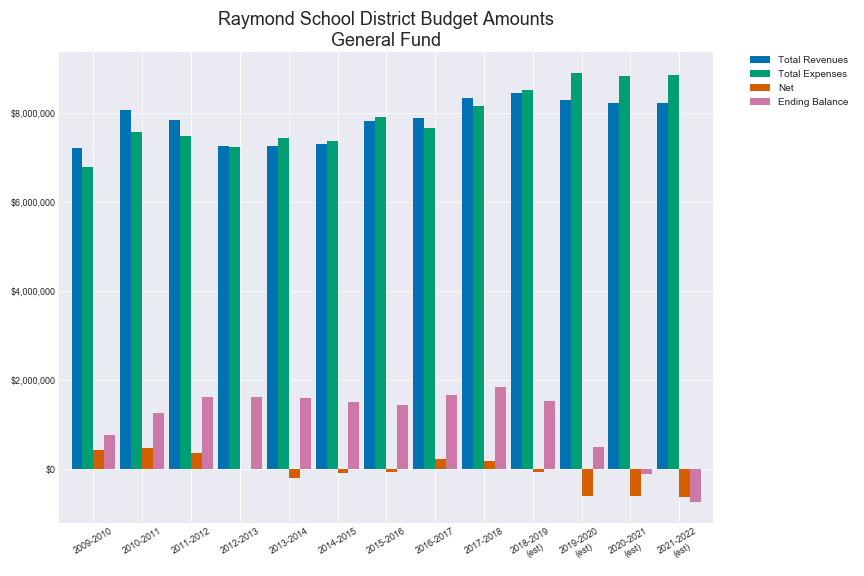 Raymond School District Budget Amounts
General Fund
Total Revenues
Total Expenses
Net
Ending Balance
$8,000,000
$6,000,000
$4,000,000
$2,000,000
$0
2009-2010
2010-2011
2011-2012
2012-2013
2013-2014
2014-2015
2015-2016
2016-2017
2017-2018
2018-2019
(est)
2019-2020
(est)
2020-2021
(est)
2021-2022
(est)